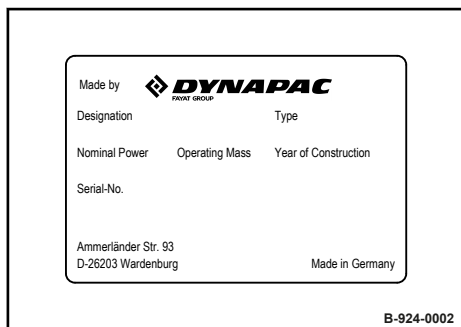 Made by DYNAPAC
FAYAT GROUP
Designation Type
Nominal Power Operating Mass Year of Construction
Serial-No.
Ammerländer Str. 93
D-26203 Wardenburg Made in Germany
B-924-0002